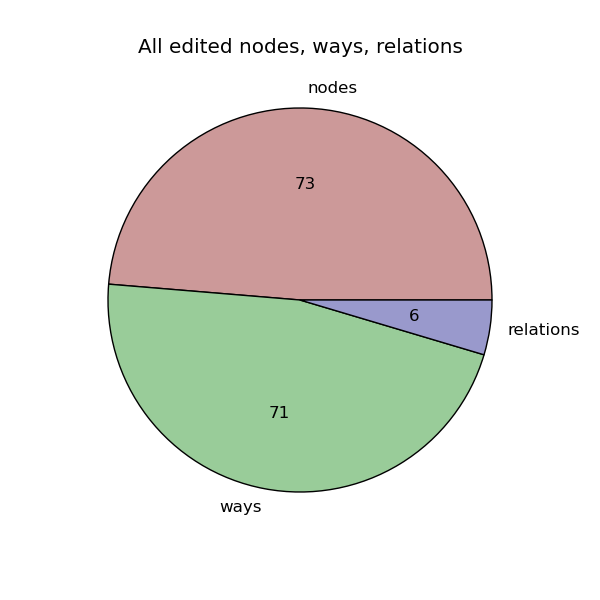 All edited nodes, ways, relations
nodes
73
6
relations
71
ways